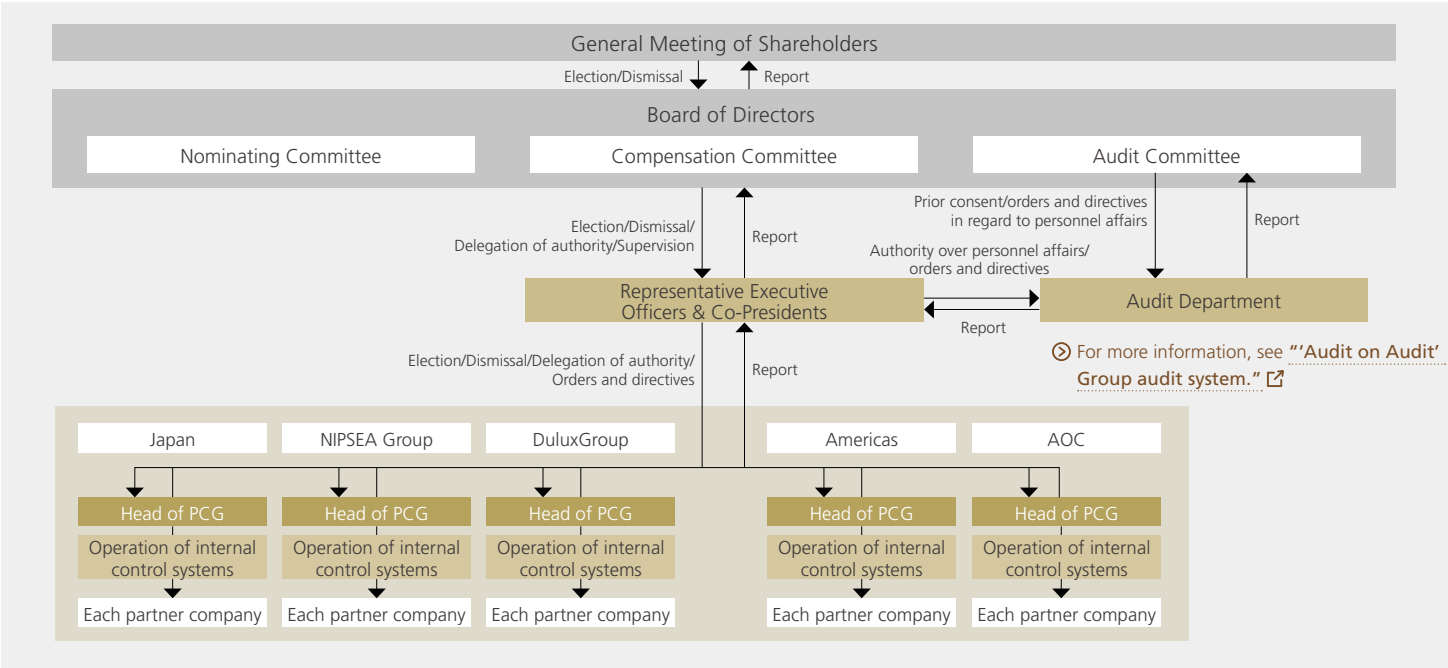 General Meeting of Shareholders
Election/Dismissal
Report
Board of Directors
Nominating Committee
Compensation Committee
Audit Committee
Election/Dismissal/
Delegation of authority/Supervision
Report
Prior consent/orders and directives
in regard to personnel affairs
Report
Authority over personnel affairs/
orders and directives
Representative Executive
Officers & Co-Presidents
Audit Department
Report
For more information, see "'Audit on Audit'
Group audit system."
Election/Dismissal/Delegation of authority/
Orders and directives
Report
Japan
NIPSEA Group
DuluxGroup
Americas
AOC
Head of PCG
Head of PCG
Head of PCG
Head of PCG
Head of PCG
Operation of internal
control systems
Operation of internal
control systems
Operation of internal
control systems
Operation of internal
control systems
Operation of internal
control systems
Each partner company
Each partner company
Each partner company
Each partner company
Each partner company